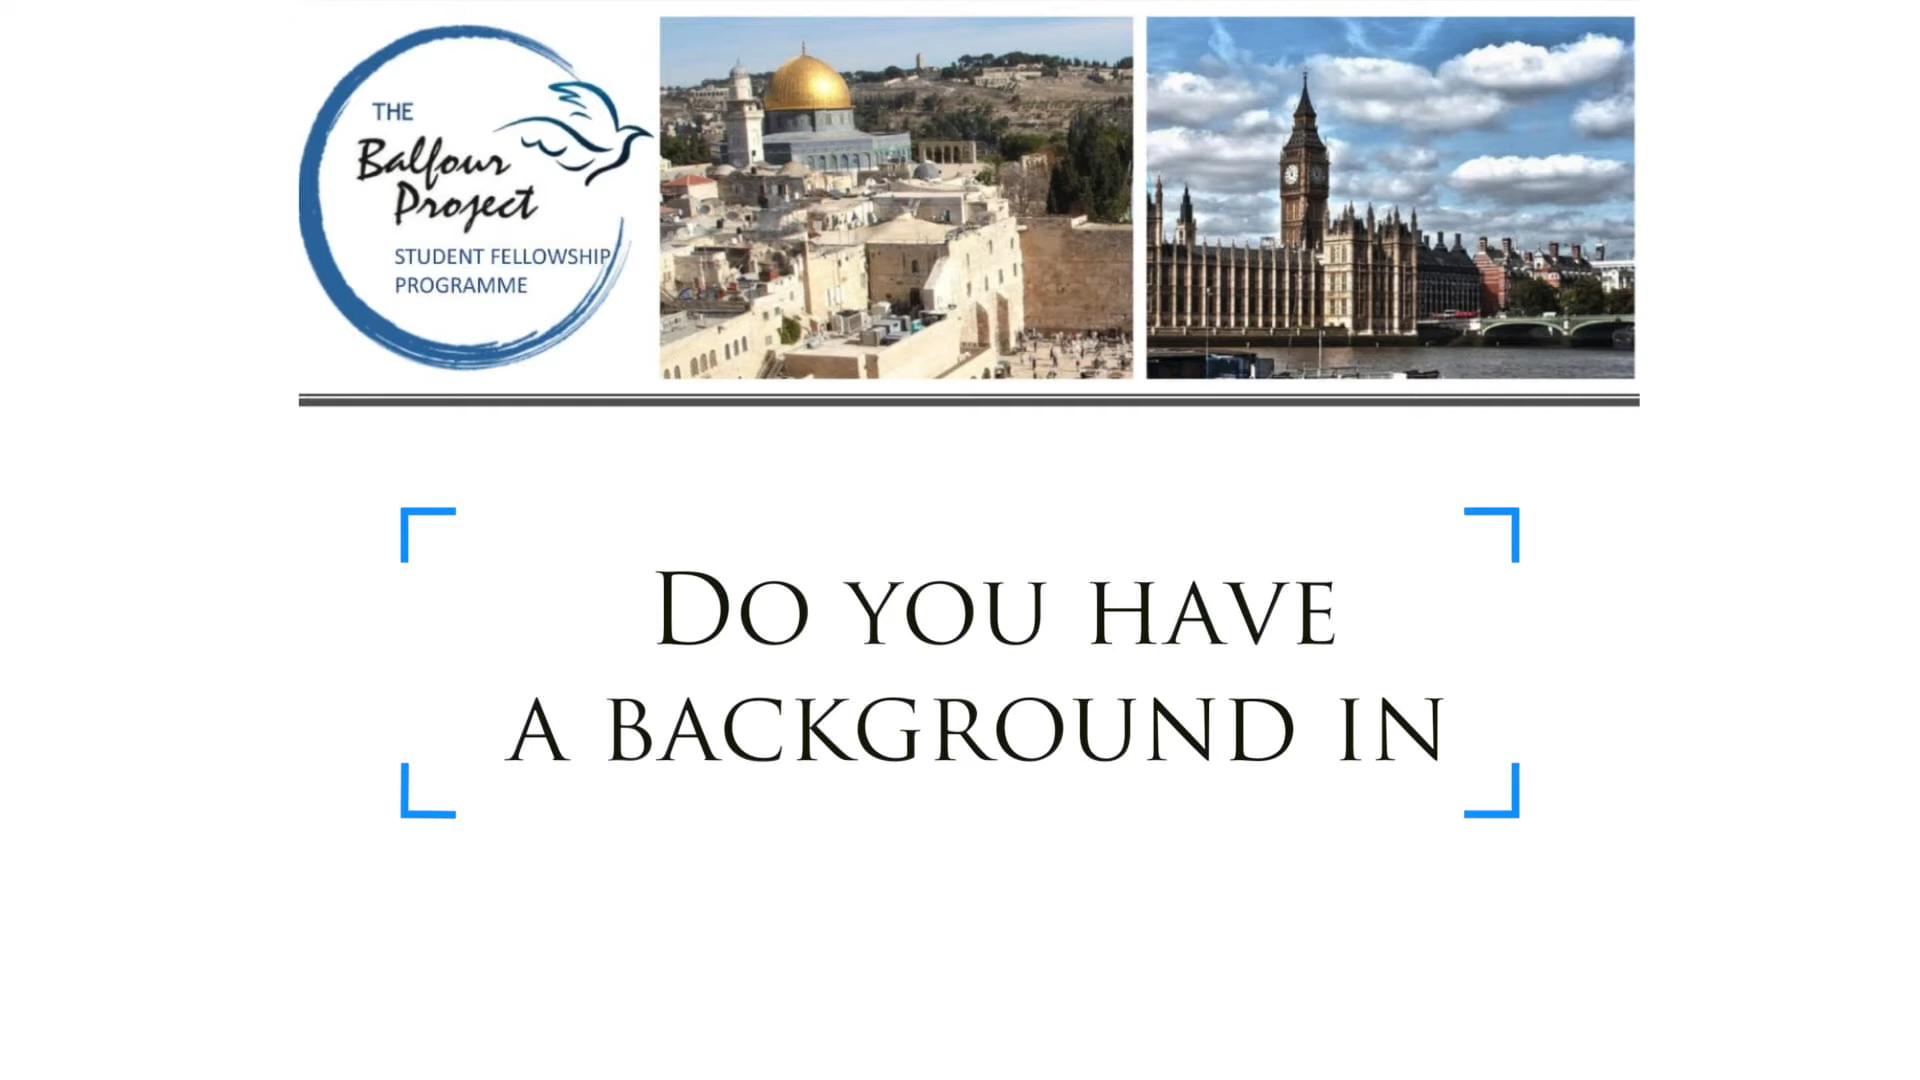 THE
Balfour
Project
STUDENT FELLOWSHIP
PROGRAMME
DO YOU HAVE
A BACKGROUND IN